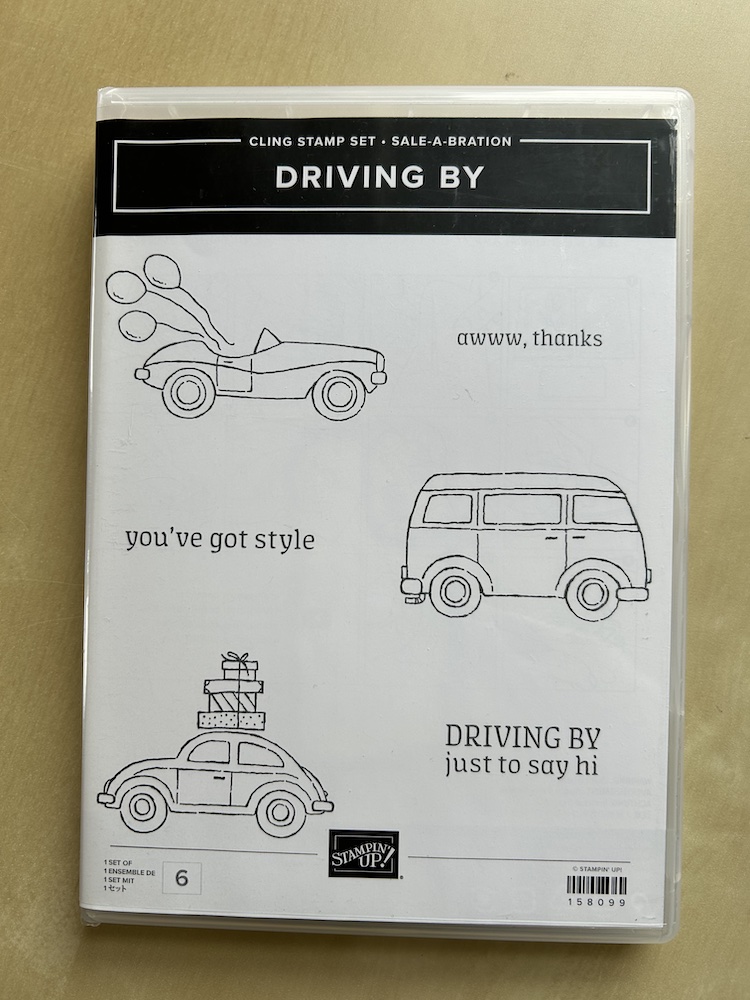 CLING STAMP SET • SALE-A-BRATION
DRIVING BY
awww, thanks
you've got style
DRIVING BY
just to say hi
1 SET OF
1 ENSEMBLE DE
1 SET MIT
1セット
6
STAMPIN' UP!®
© STAMPIN' UP!
158099